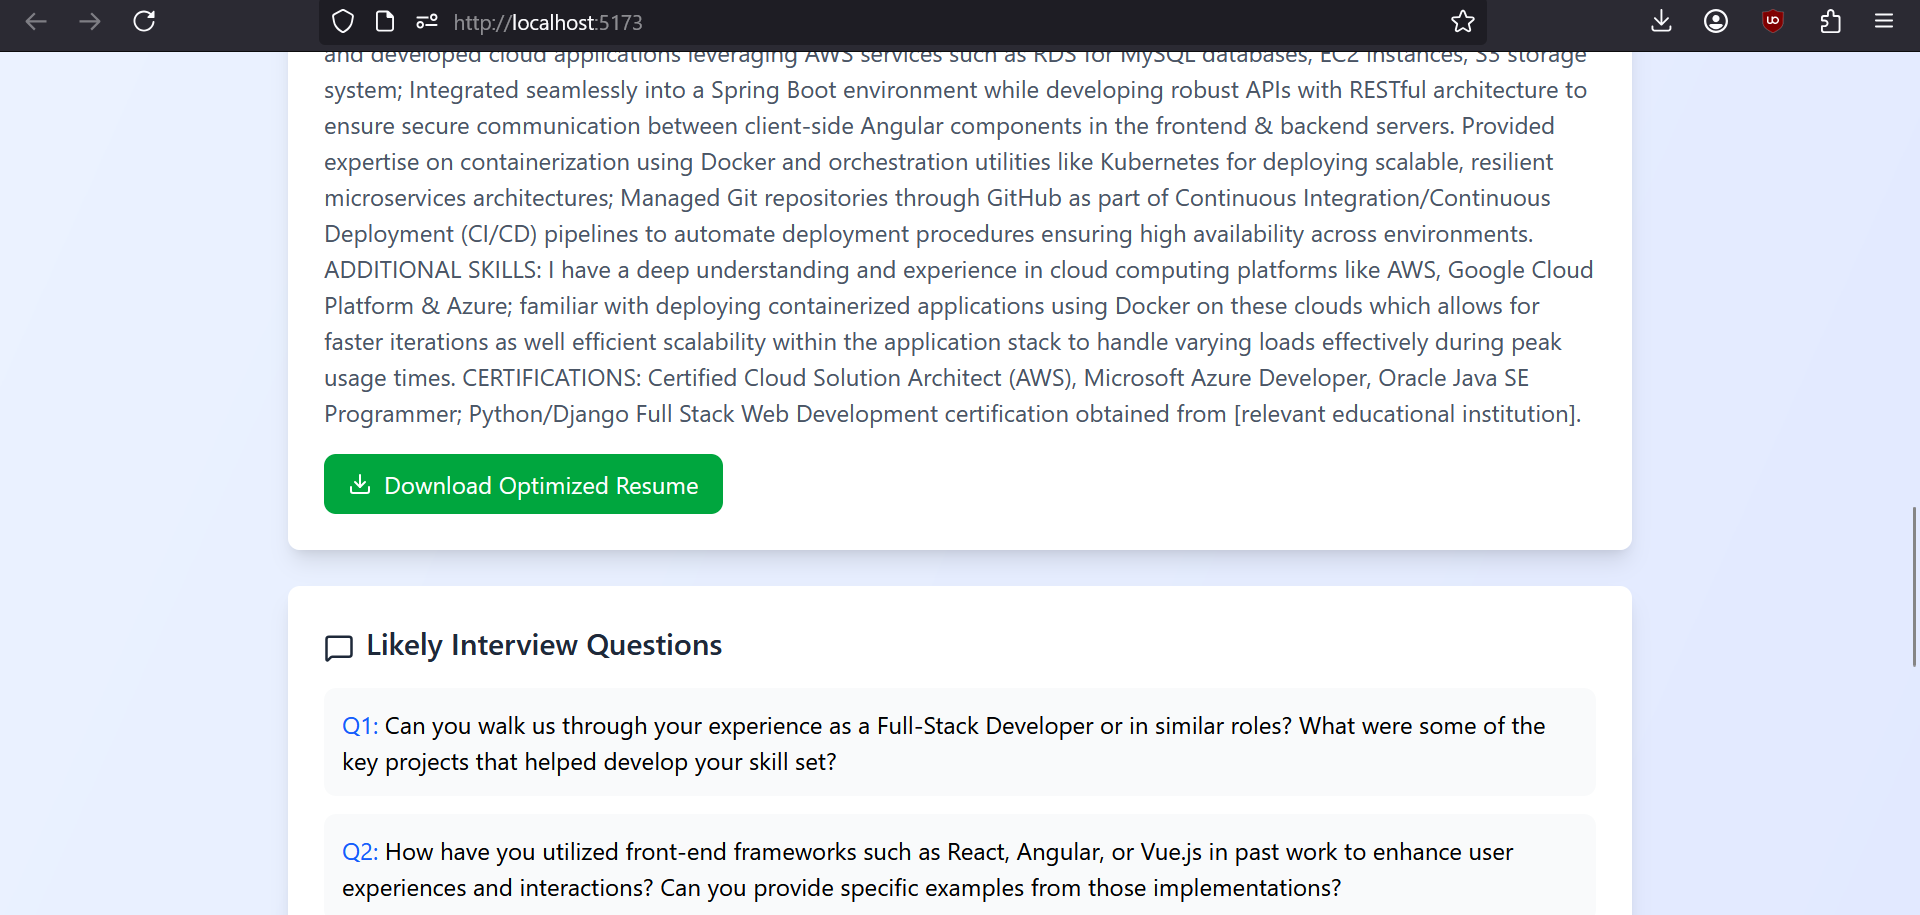 http://localhost:5173
and developed cloud applications leveraging AWS services such as RDS for MySQL databases, EC2 instances, S3 storage
system; Integrated seamlessly into a Spring Boot environment while developing robust APIs with RESTful architecture to
ensure secure communication between client-side Angular components in the frontend & backend servers. Provided
expertise on containerization using Docker and orchestration utilities like Kubernetes for deploying scalable, resilient
microservices architectures; Managed Git repositories through GitHub as part of Continuous Integration/Continuous
Deployment (CI/CD) pipelines to automate deployment procedures ensuring high availability across environments.
ADDITIONAL SKILLS: I have a deep understanding and experience in cloud computing platforms like AWS, Google Cloud
Platform & Azure; familiar with deploying containerized applications using Docker on these clouds which allows for
faster iterations as well efficient scalability within the application stack to handle varying loads effectively during peak
usage times. CERTIFICATIONS: Certified Cloud Solution Architect (AWS), Microsoft Azure Developer, Oracle Java SE
Programmer; Python/Django Full Stack Web Development certification obtained from [relevant educational institution].
Download Optimized Resume
Likely Interview Questions
Q1: Can you walk us through your experience as a Full-Stack Developer or in similar roles? What were some of the
key projects that helped develop your skill set?
Q2: How have you utilized front-end frameworks such as React, Angular, or Vue.js in past work to enhance user
experiences and interactions? Can you provide specific examples from those implementations?